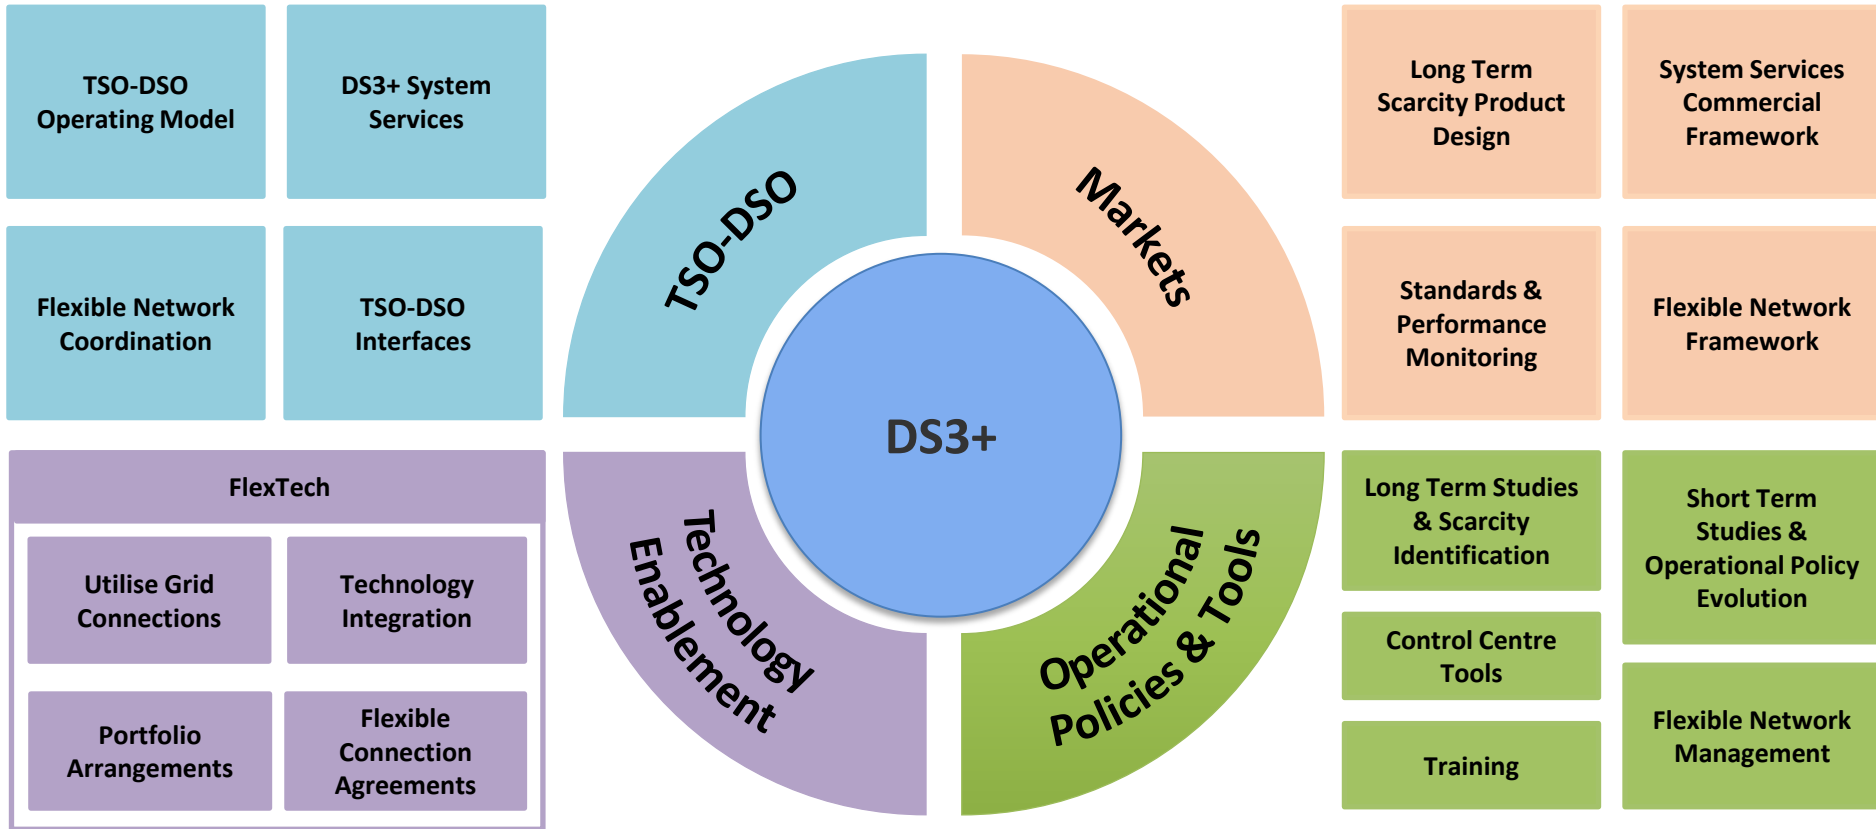 TSO-DSO
Operating Model
DS3+ System
Services
Flexible Network
Coordination
TSO-DSO
Interfaces
TSO-DSO
Markets
Long Term
Scarcity Product
Design
System Services
Commercial
Framework
Standards &
Performance
Monitoring
Flexible Network
Framework
DS3+
FlexTech
Utilise Grid
Connections
Technology
Integration
Portfolio
Arrangements
Flexible
Connection
Agreements
Technology
Enablement
Operational
Policies & Tools
Long Term Studies
& Scarcity
Identification
Short Term
Studies &
Operational Policy
Evolution
Control Centre
Tools
Training
Flexible Network
Management